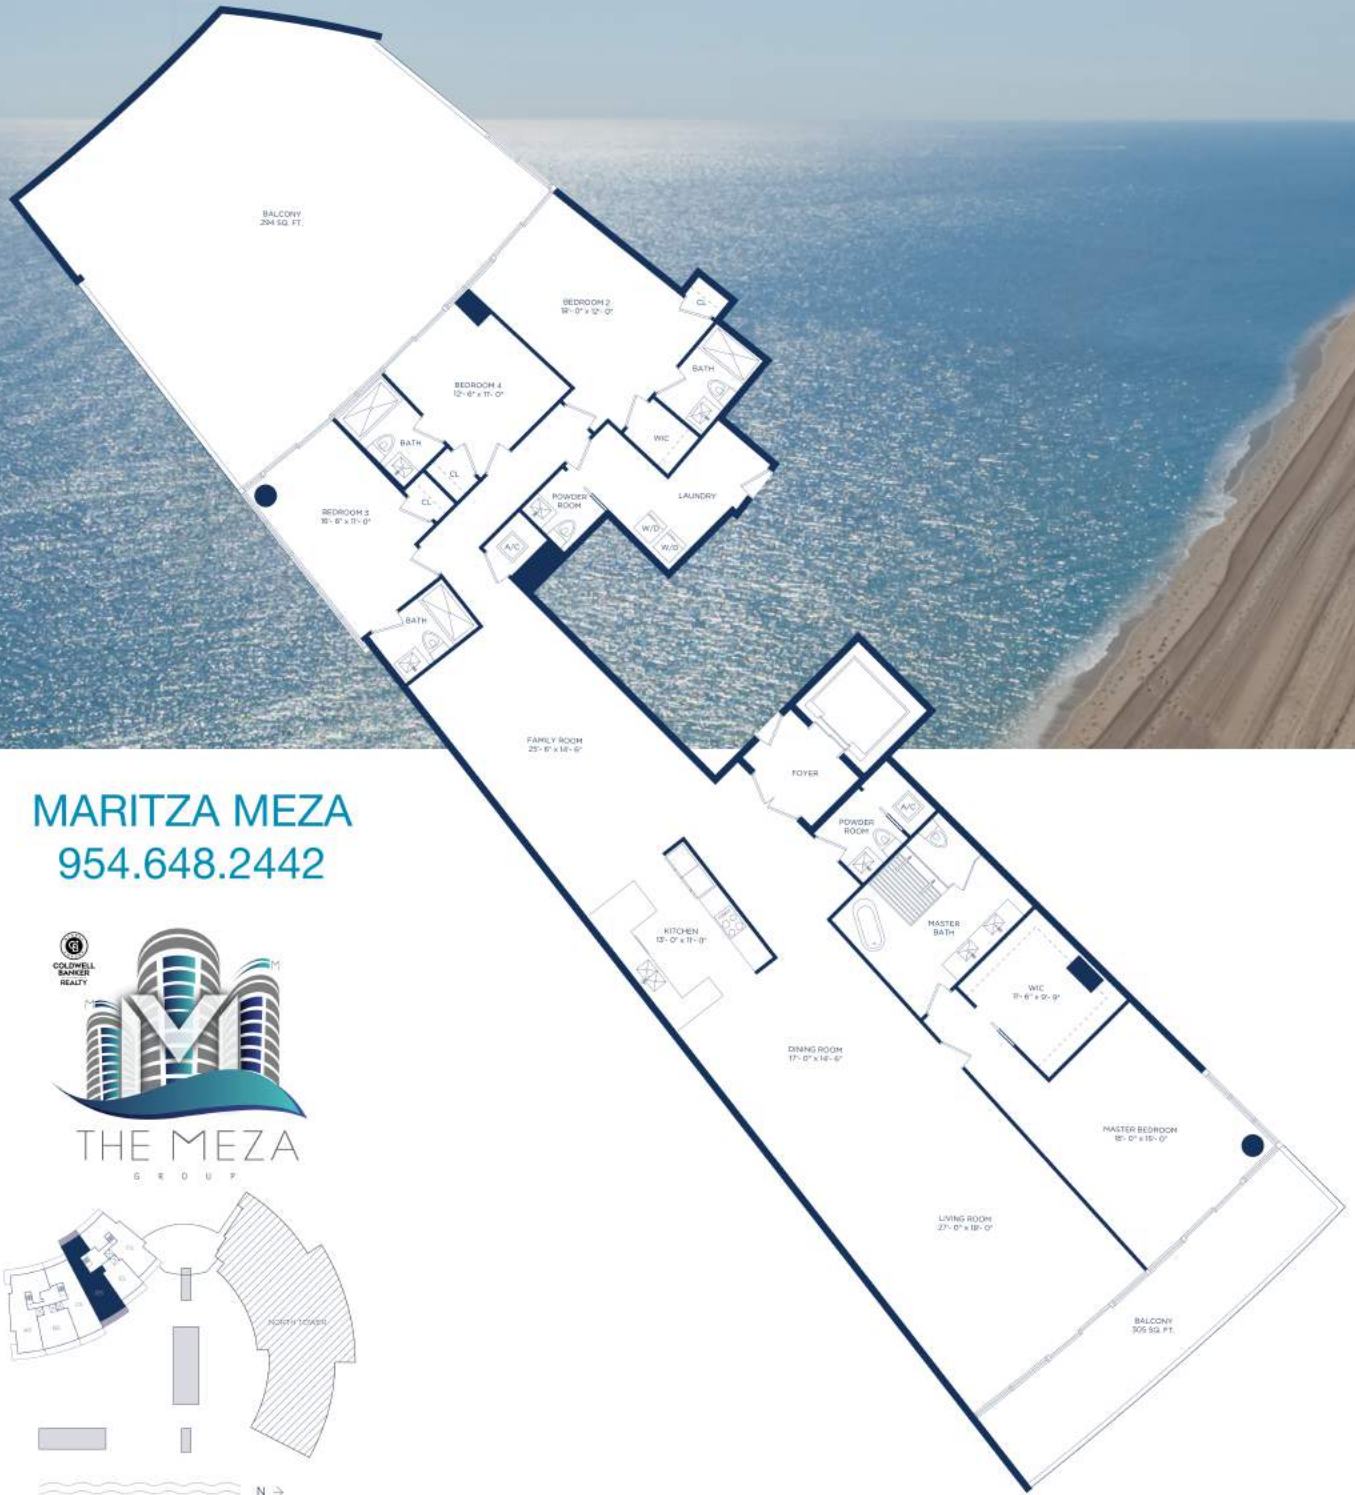 BALCONY
294 SQ. FT.
BEDROOM 2
18'- 0" x 12'- 0"
CL
BEDROOM 4
12'- 6" x 11'- 0"
BATH
BATH
WIC
CL
CL
BEDROOM 3
16'- 6" x 11'- 0"
POWDER
ROOM
LAUNDRY
W/D
W/D
A/C
BATH
FAMILY ROOM
25'- 6" x 14'- 6"
FOYER
A/C
POWDER
ROOM
KITCHEN
13'- 0" x 11'- 0"
MASTER
BATH
WIC
11'- 6" x 9'- 9"
DINING ROOM
17'- 0" x 14'- 6"
MASTER BEDROOM
18'- 0" x 15'- 0"
LIVING ROOM
27'- 0" x 18'- 0"
BALCONY
305 SQ. FT.
MARITZA MEZA
954.648.2442
COLDWELL
BANKER
REALTY
M
M
THE MEZA
GROUP
NORTH TOWER
N